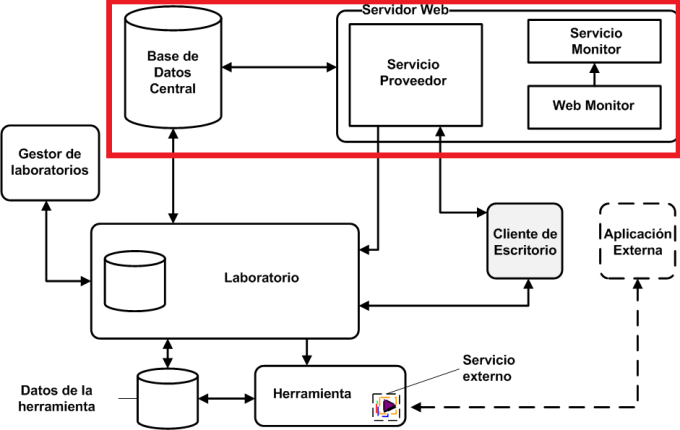 Servidor Web
Base de
Datos
Central
Servicio
Proveedor
Servicio
Monitor
Web Monitor
Gestor de
laboratorios
Laboratorio
Cliente de
Escritorio
Aplicación
Externa
Datos de la
herramienta
Herramienta
Servicio
externo